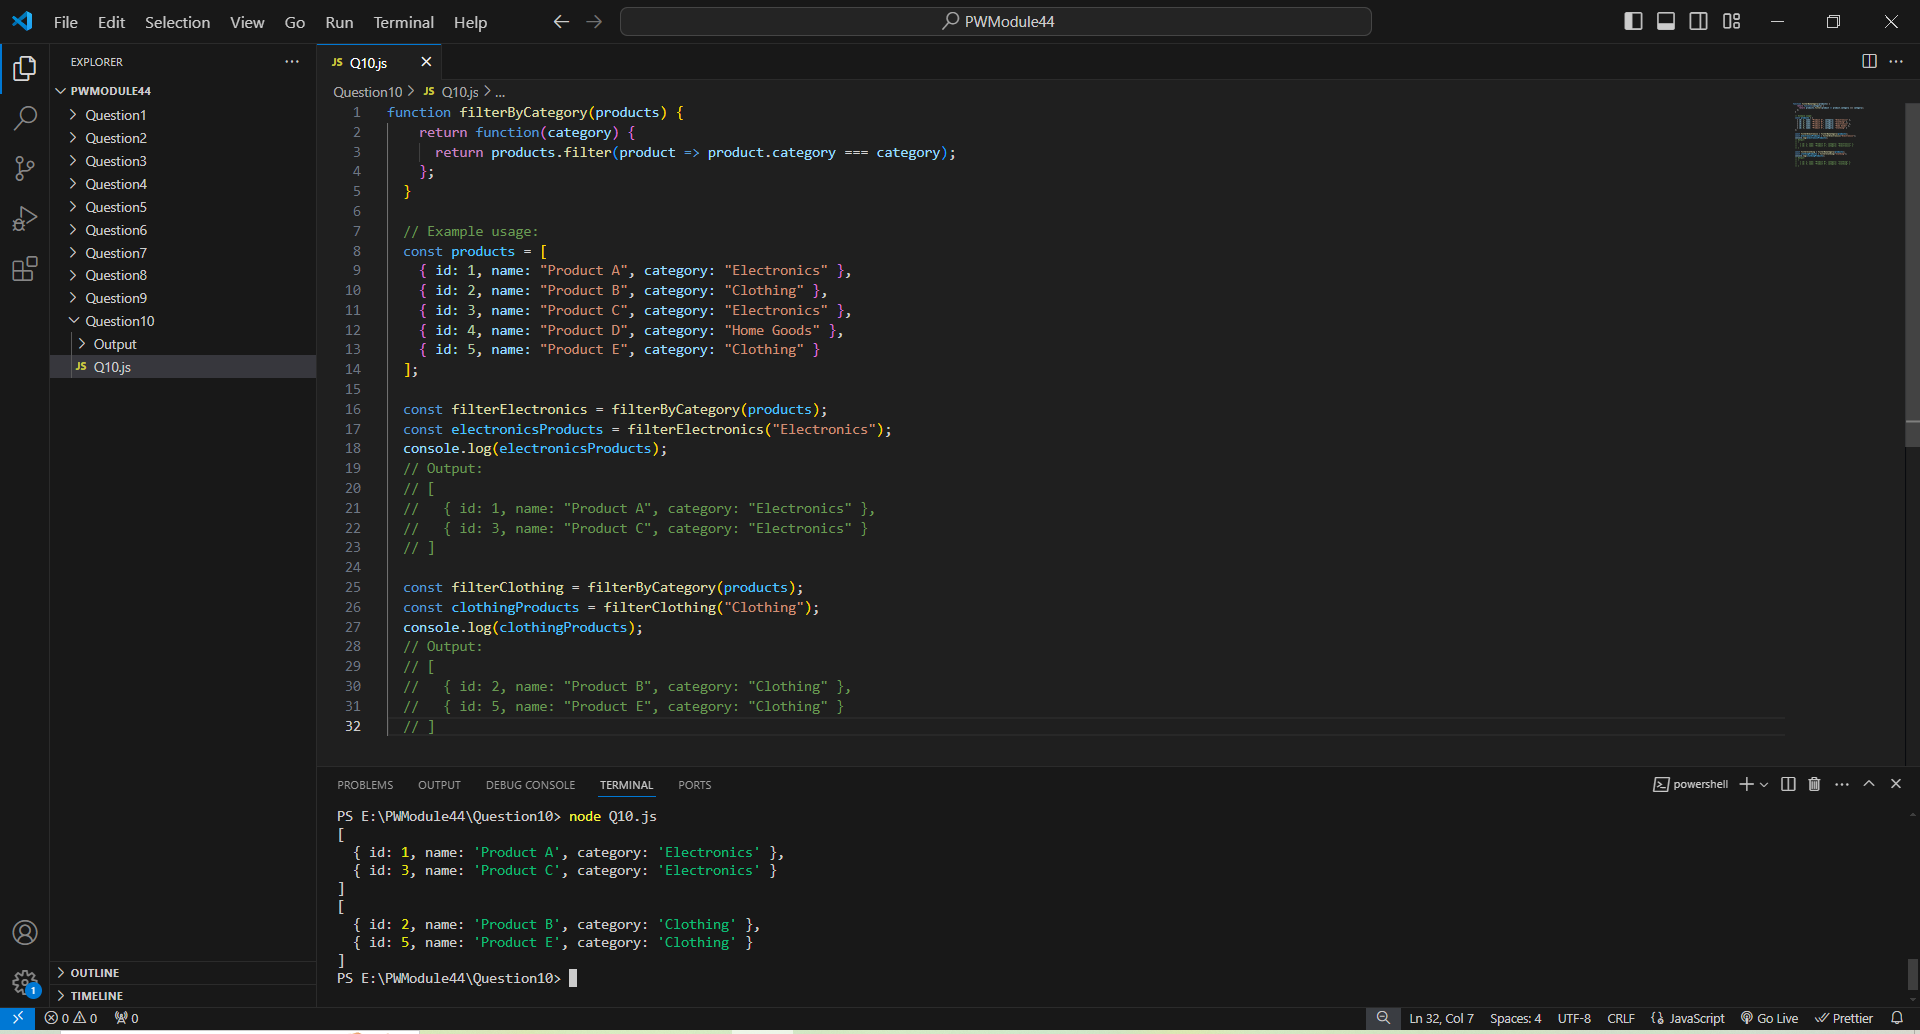 File Edit Selection View Go Run Terminal Help PWModule44
EXPLORER
PWMODULE44
Question1
Question2
Question3
Question4
Question5
Question6
Question7
Question8
Question9
Question10
Output
JS Q10.js
OUTLINE
TIMELINE
JS Q10.js
Question10 > JS Q10.js > ...
1 function filterByCategory(products) {
2 return function(category) {
3 return products.filter(product => product.category === category);
4 };
5 }
6
7 // Example usage:
8 const products = [
9 { id: 1, name: "Product A", category: "Electronics" },
10 { id: 2, name: "Product B", category: "Clothing" },
11 { id: 3, name: "Product C", category: "Electronics" },
12 { id: 4, name: "Product D", category: "Home Goods" },
13 { id: 5, name: "Product E", category: "Clothing" }
14 ];
15
16 const filterElectronics = filterByCategory(products);
17 const electronicsProducts = filterElectronics("Electronics");
18 console.log(electronicsProducts);
19 // Output:
20 // [
21 // { id: 1, name: "Product A", category: "Electronics" },
22 // { id: 3, name: "Product C", category: "Electronics" }
23 // ]
24
25 const filterClothing = filterByCategory(products);
26 const clothingProducts = filterClothing("Clothing");
27 console.log(clothingProducts);
28 // Output:
29 // [
30 // { id: 2, name: "Product B", category: "Clothing" },
31 // { id: 5, name: "Product E", category: "Clothing" }
32 // ]
PROBLEMS OUTPUT DEBUG CONSOLE TERMINAL PORTS powershell
PS E:\PWModule44\Question10> node Q10.js
[
{ id: 1, name: 'Product A', category: 'Electronics' },
{ id: 3, name: 'Product C', category: 'Electronics' }
]
[
{ id: 2, name: 'Product B', category: 'Clothing' },
{ id: 5, name: 'Product E', category: 'Clothing' }
]
PS E:\PWModule44\Question10>
1
0 0 0 Ln 32, Col 7 Spaces: 4 UTF-8 CRLF JavaScript Go Live Prettier